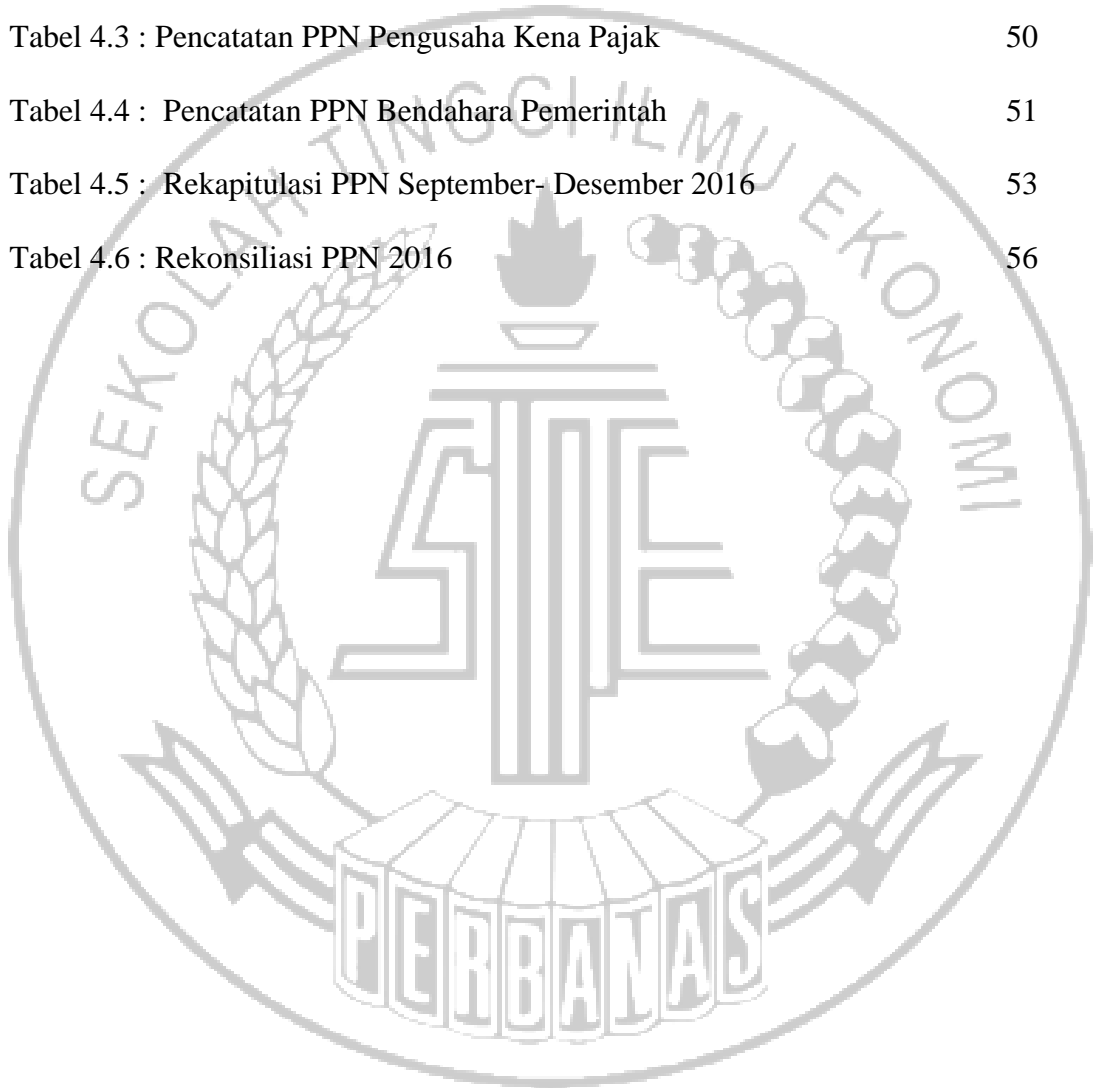 Tabel 4.3 : Pencatatan PPN Pengusaha Kena Pajak 50
Tabel 4.4 : Pencatatan PPN Bendahara Pemerintah 51
Tabel 4.5 : Rekapitulasi PPN September- Desember 2016 53
Tabel 4.6 : Rekonsiliasi PPN 2016 56
SEKOLAH TINGGI ILMU EKONOMI
STIE
PERBANAS